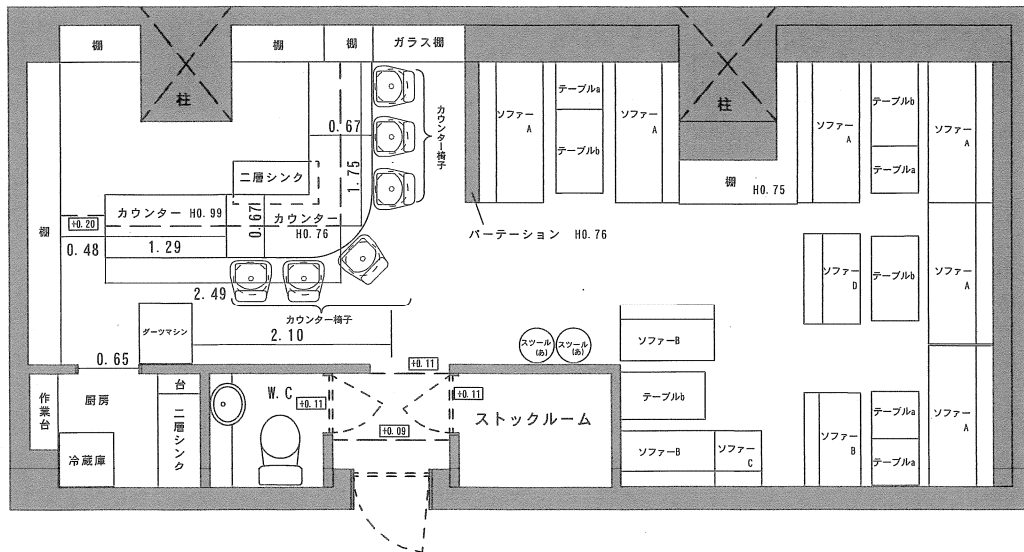 棚
柱
棚
棚
ガラス棚
カウンター椅子
0.67
1.75
二層シンク
カウンター H0.99
0.67
カウンター
H0.76
+0.20
棚
0.48
1.29
2.49
カウンター椅子
2.10
ダーツマシン
0.65
ソファー
A
テーブルa
テーブルb
ソファー
A
パーテーション H0.76
柱
棚
H0.75
ソファー
A
テーブルb
テーブルa
ソファー
A
ソファー
D
テーブルb
ソファー
A
スツール
(あ)
スツール
(あ)
ソファーB
テーブルb
ソファーB
ソファー
C
ソファー
B
テーブルa
テーブルa
ソファー
A
作業台
厨房
冷蔵庫
台
二層シンク
W.C
+0.11
+0.11
+0.11
+0.09
ストックルーム